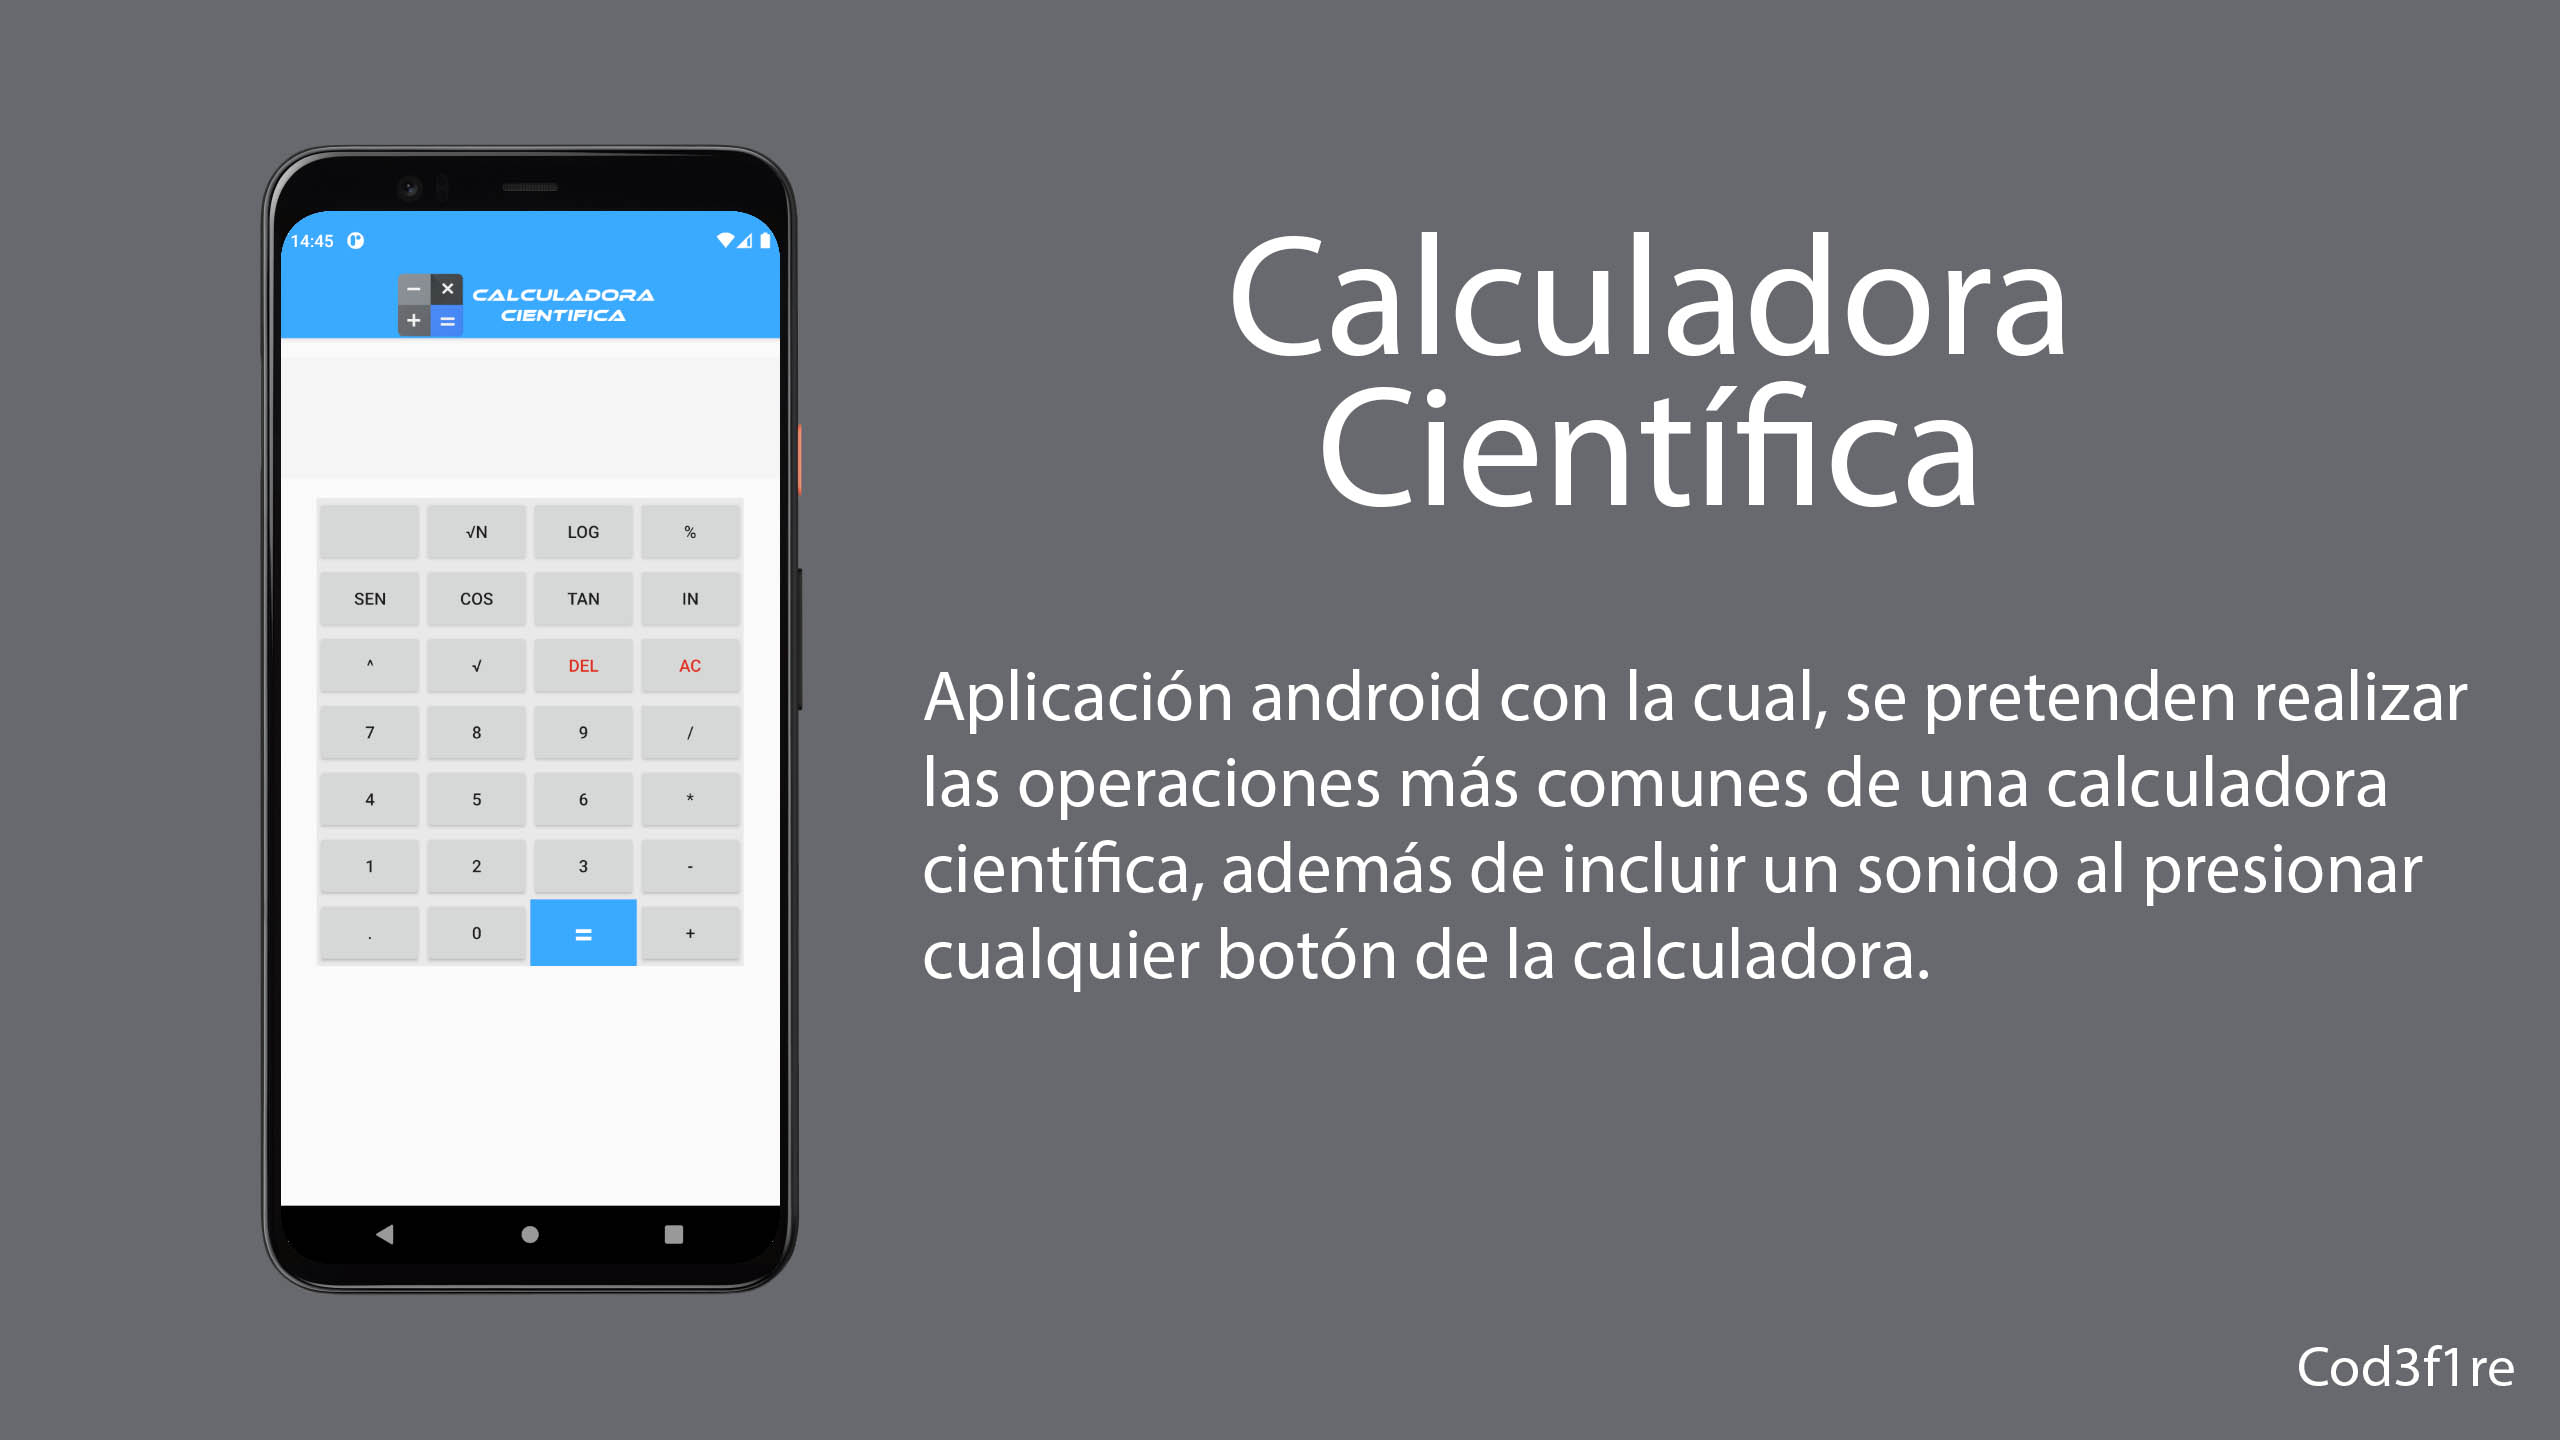 14:45
CALCULADORA
CIENTIFICA
√N LOG %
SEN COS TAN IN
^ √ DEL AC
7 8 9 /
4 5 6 *
1 2 3 -
. 0 = +
Calculadora
Científica
Aplicación android con la cual, se pretenden realizar
las operaciones más comunes de una calculadora
científica, además de incluir un sonido al presionar
cualquier botón de la calculadora.
Cod3f1re